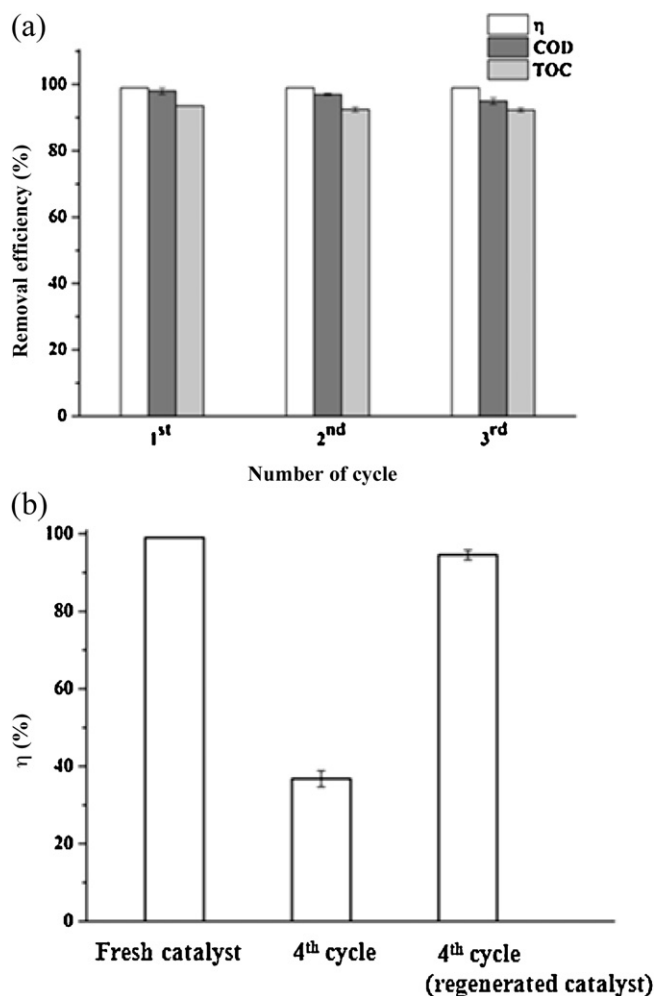 (a)
η
COD
TOC
100
80
60
40
20
0
Removal efficiency (%)
1st 2nd 3rd
Number of cycle
(b)
100
80
60
40
20
0
η (%)
Fresh catalyst 4th cycle 4th cycle
(regenerated catalyst)